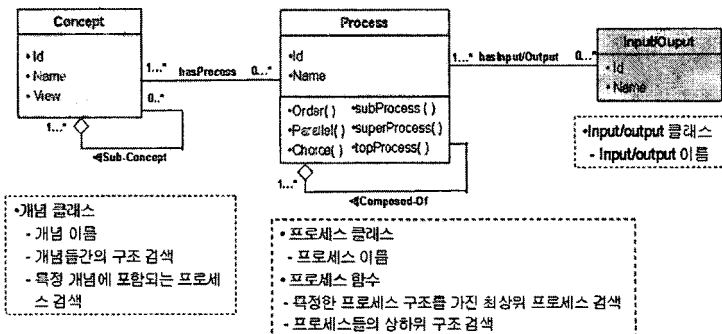 Concept
•Id
•Name
•View
1...*
hasPrecess
0...*
0..*
1...*
◁Sub-Concept
Process
•Id
•Name
•Order( ) •subProcess ( )
•Parallel( ) •superProcess( )
•Choice( ) •topProcess( )
1...*
◁Composed-Of
1...*
hasInput/Output
0...*
Input/Ouput
•Id
•Name
•Input/output 클래스
- Input/output 이름
•개념 클래스
- 개념 이름
- 개념들간의 구조 검색
- 특정 개념에 포함되는 프로세
스 검색
• 프로세스 클래스
- 프로세스 이름
• 프로세스 함수
- 특정한 프로세스 구조를 가진 최상위 프로세스 검색
- 프로세스들의 상하위 구조 검색